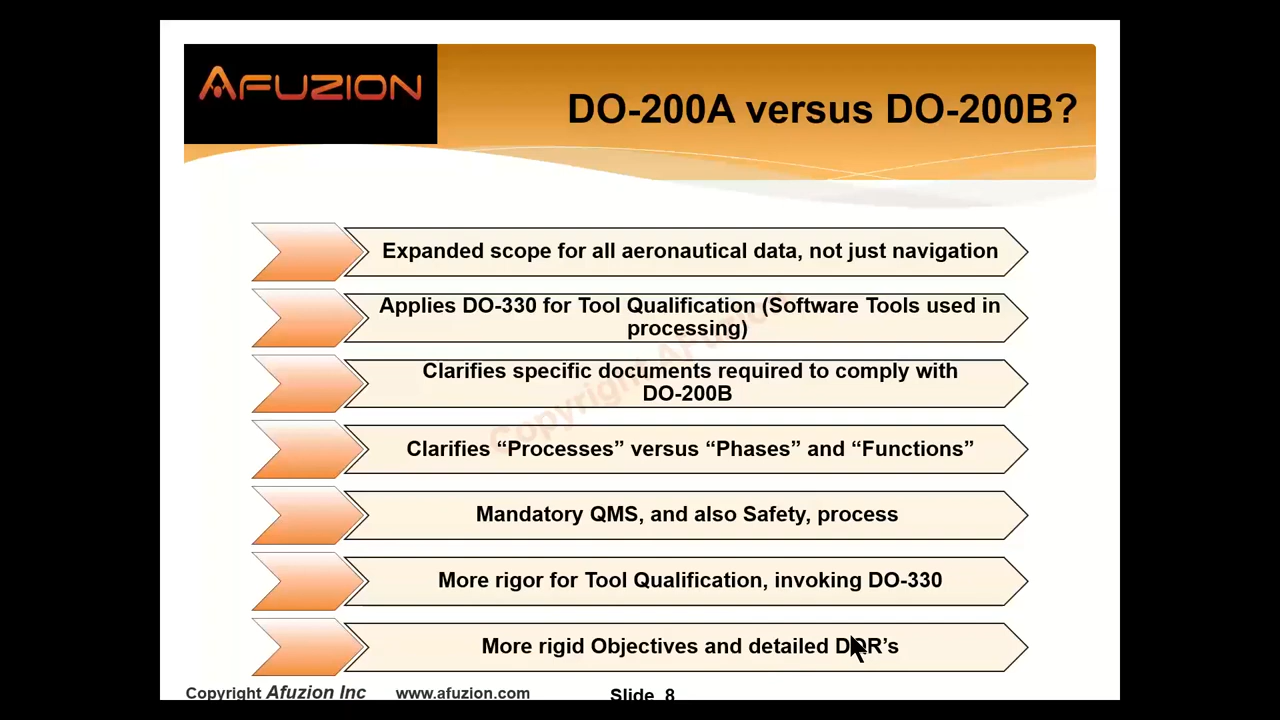 AFUZION
DO-200A versus DO-200B?
Expanded scope for all aeronautical data, not just navigation
Applies DO-330 for Tool Qualification (Software Tools used in
processing)
Clarifies specific documents required to comply with
DO-200B
Clarifies “Processes” versus “Phases” and “Functions”
Mandatory QMS, and also Safety, process
More rigor for Tool Qualification, invoking DO-330
More rigid Objectives and detailed DQR’s
Copyright AFuzion
Copyright Afuzion Inc www.afuzion.com Slide 8